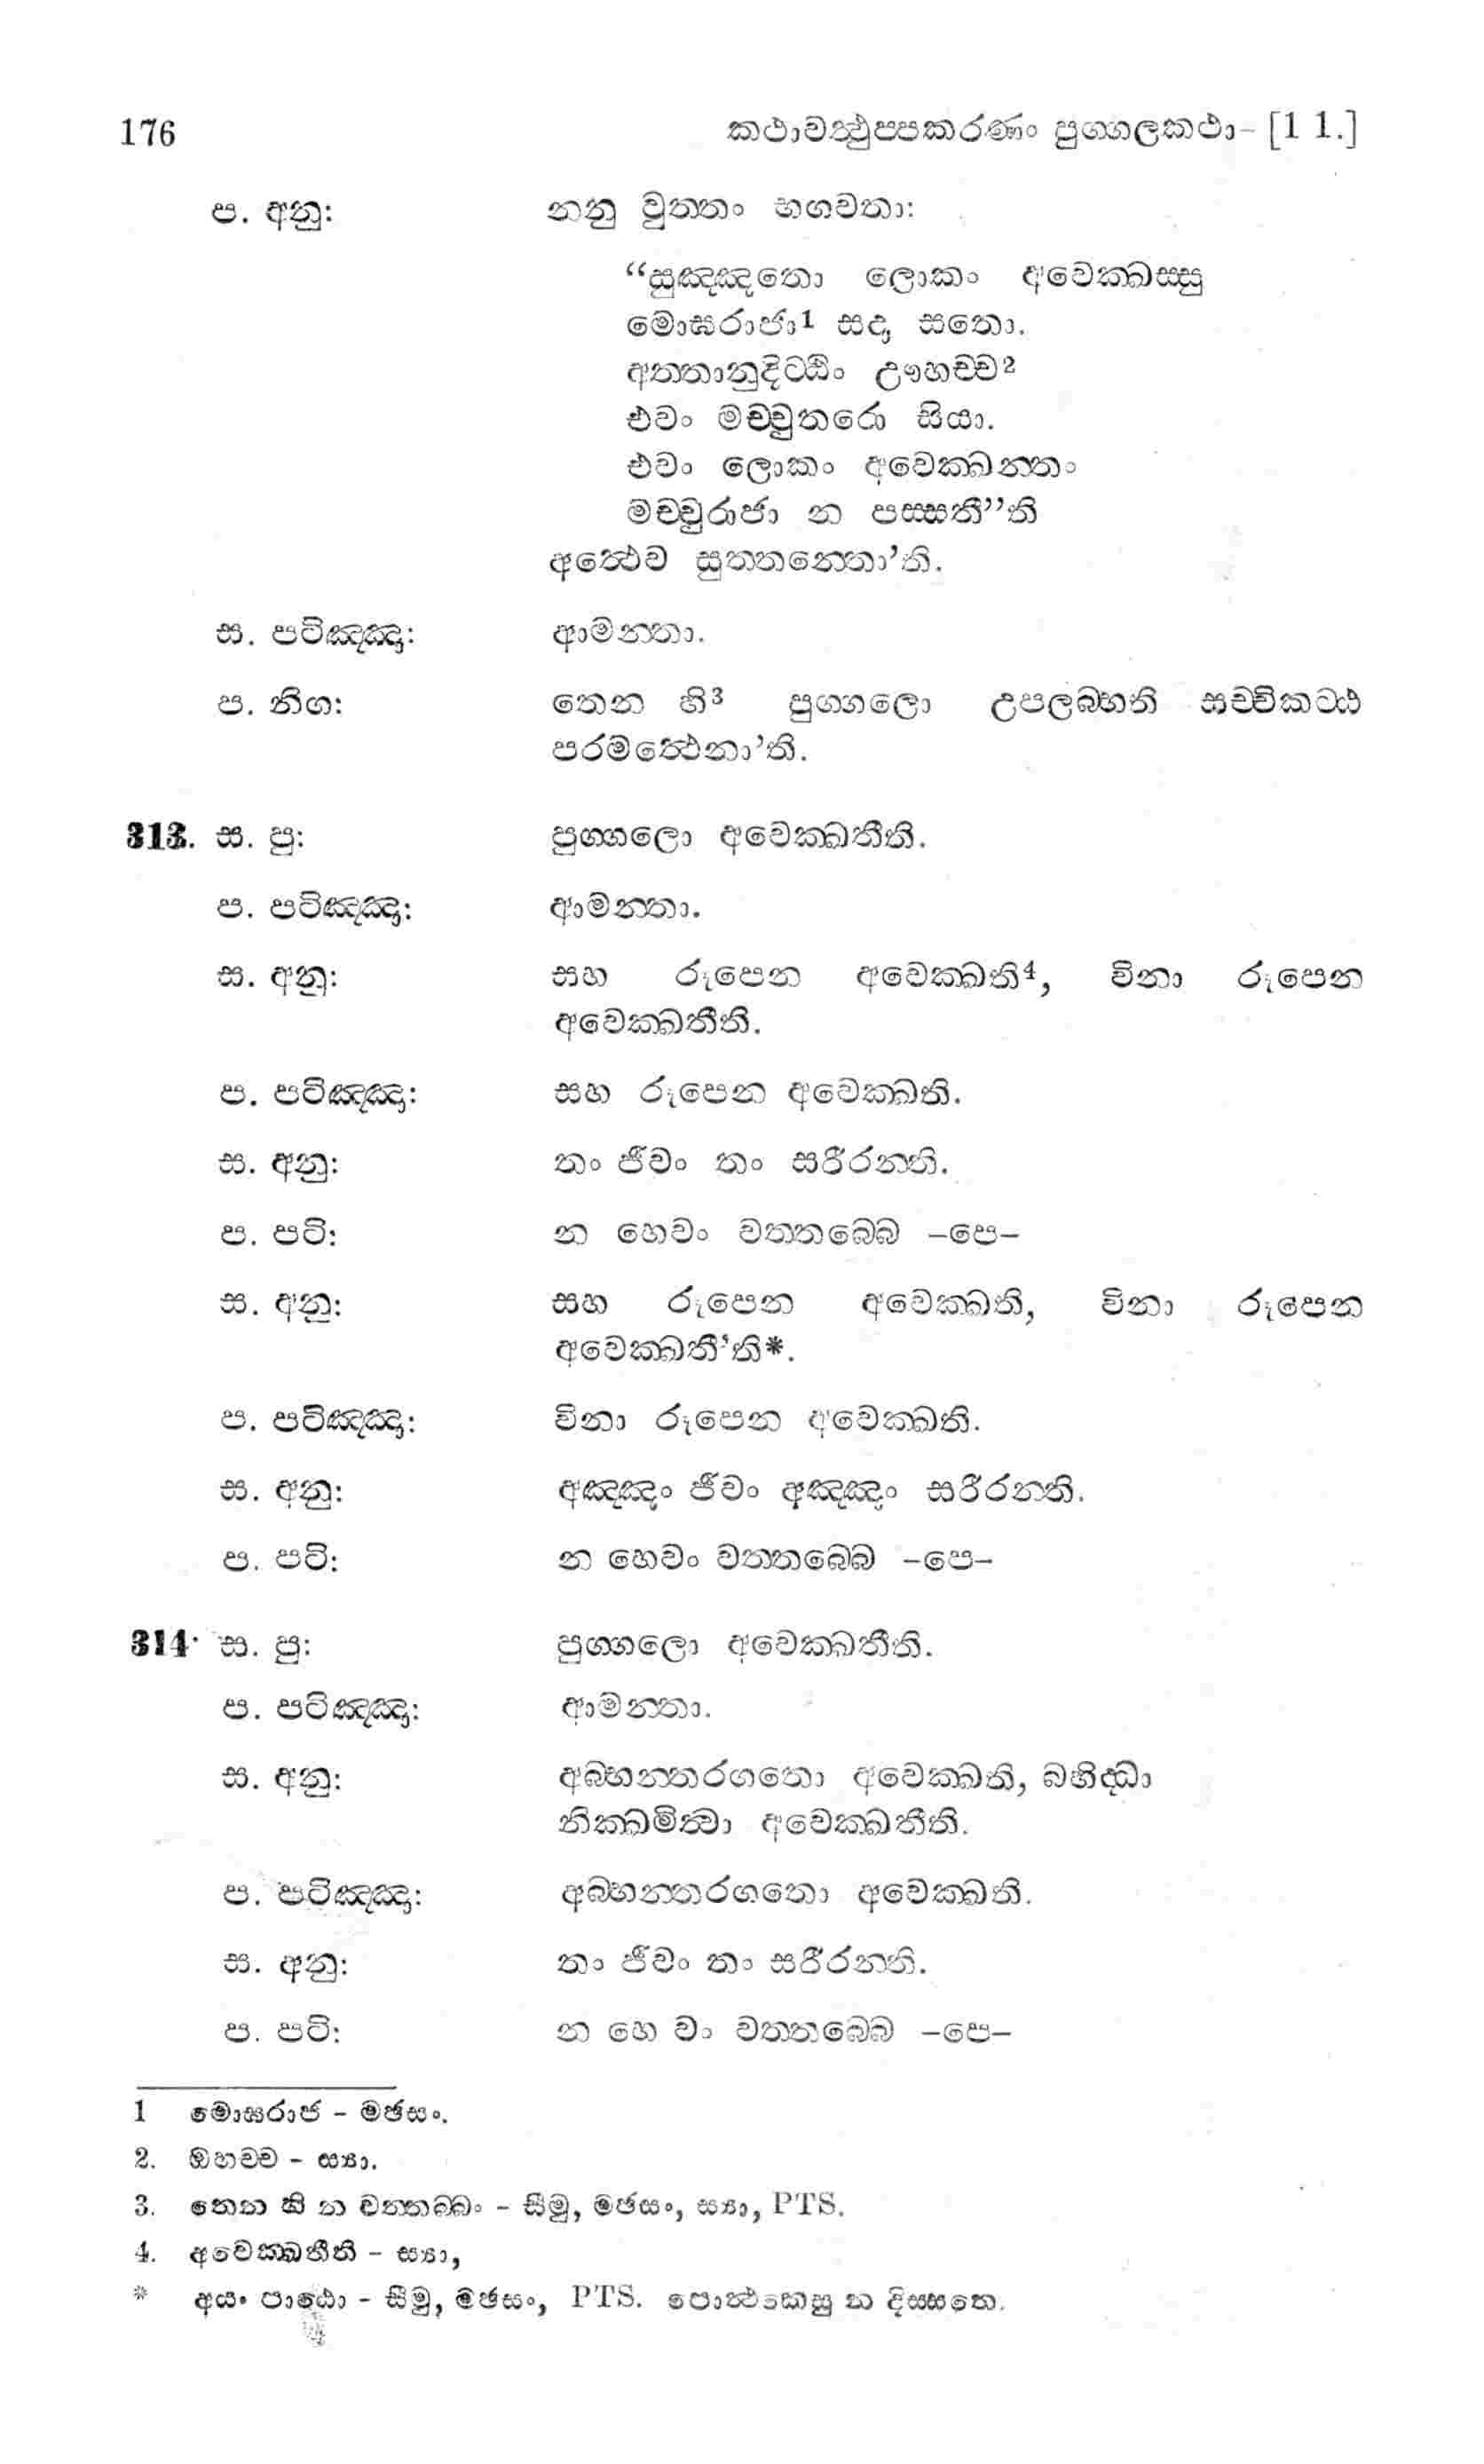 176 කථාවත්ථුප්පකරණං පුග්ගලකථා- [1 1.]
ප. අනු: නනු වුත්තං භගවතා:
“සුඤ්ඤතො ලොකං අවෙක්ඛස්සු
මොඝරාජා1 සදා සතො.
අත්තානුදිට්ඨිං ඌහච්ච2
එවං මච්චුතරො සියා.
එවං ලොකං අවෙක්ඛන්තං
මච්චුරාජා න පස්සතී”ති
අත්ථෙව සුත්තන්තො’ති.
ස. පටිඤ්ඤා: ආමන්තා.
ප. නිග: තෙන හි3 පුග්ගලො උපලබ්භති සච්චිකට්ඨ
පරමත්ථෙනා’ති.
313. ස. පු: පුග්ගලො අවෙක්ඛතීති.
ප. පටිඤ්ඤා: ආමන්තා.
ස. අනු: සහ රූපෙන අවෙක්ඛති4, විනා රූපෙන
අවෙක්ඛතීති.
ප. පටිඤ්ඤා: සහ රූපෙන අවෙක්ඛති.
ස. අනු: තං ජීවං තං සරීරන්ති.
ප. පටි: න හෙවං වත්තබ්බෙ –පෙ–
ස. අනු: සහ රූපෙන අවෙක්ඛති, විනා රූපෙන
අවෙක්ඛතී’ති*.
ප. පටිඤ්ඤා: විනා රූපෙන අවෙක්ඛති.
ස. අනු: අඤ්ඤං ජීවං අඤ්ඤං සරීරන්ති.
ප. පටි: න හෙවං වත්තබ්බෙ –පෙ–
314. ස. පු: පුග්ගලො අවෙක්ඛතීති.
ප. පටිඤ්ඤා: ආමන්තා.
ස. අනු: අබ්භන්තරගතො අවෙක්ඛති, බහිද්ධා
නික්ඛමිත්වා අවෙක්ඛතීති.
ප. පටිඤ්ඤා: අබ්භන්තරගතො අවෙක්ඛති.
ස. අනු: තං ජීවං තං සරීරන්ති.
ප. පටි: න හෙ වං වත්තබ්බෙ –පෙ–
1 මොඝරාජ – මඡසං.
2. ඔහච්ච – ස්‍යා.
3. තෙන හි න වත්තබ්බං – සීමු, මඡසං, ස්‍යා, PTS.
4. අවෙක්ඛතීති – ස්‍යා,
* අයං පාඨො – සීමු, මඡසං, PTS. පොත්ථකෙසු න දිස්සතෙ.